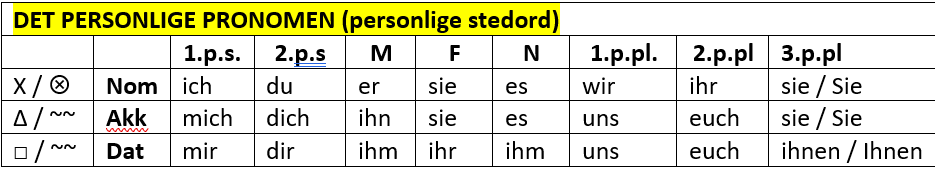 DET PERSONLIGE PRONOMEN (personlige stedord)
1.p.s. 2.p.s M F N 1.p.pl. 2.p.pl 3.p.pl
X / ⊗ Nom ich du er sie es wir ihr sie / Sie
Δ / ~~ Akk mich dich ihn sie es uns euch sie / Sie
□ / ~~ Dat mir dir ihm ihr ihm uns euch ihnen / Ihnen